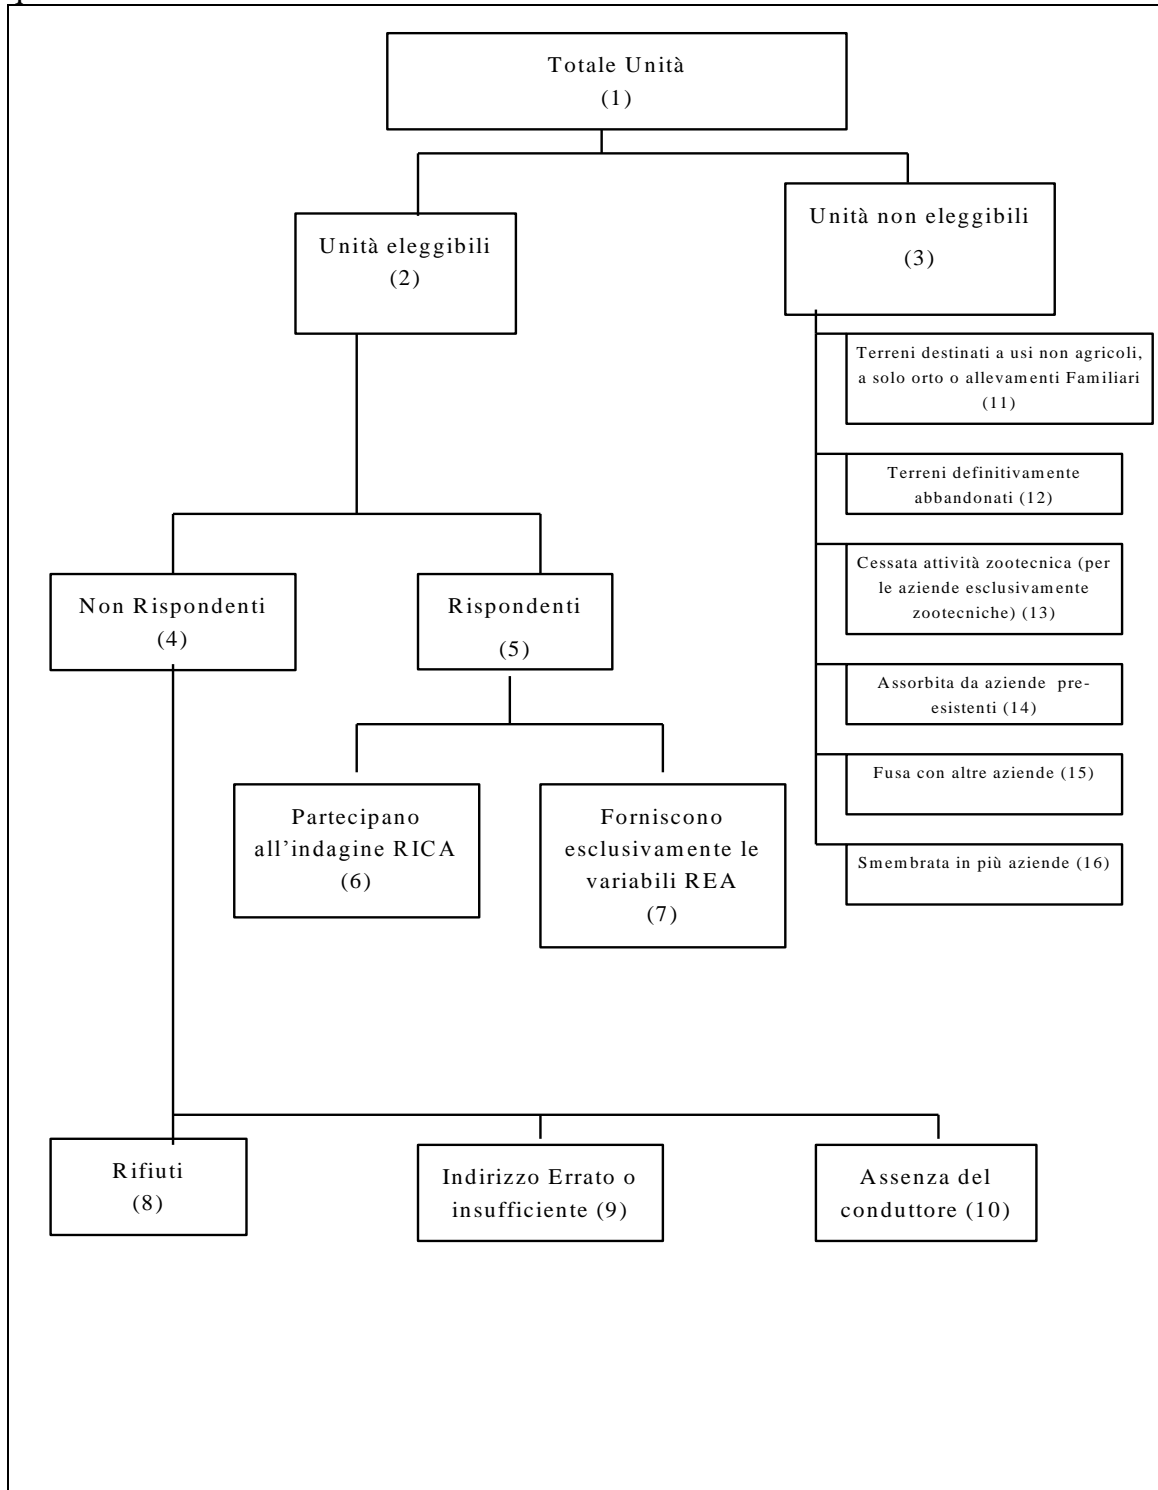 Totale Unità
(1)
Unità eleggibili
(2)
Unità non eleggibili
(3)
Terreni destinati a usi non agricoli,
a solo orto o allevamenti Familiari
(11)
Terreni definitivamente
abbandonati (12)
Cessata attività zootecnica (per
le aziende esclusivamente
zootecniche) (13)
Assorbita da aziende pre-
esistenti (14)
Fusa con altre aziende (15)
Smembrata in più aziende (16)
Non Rispondenti
(4)
Rispondenti
(5)
Partecipano
all’indagine RICA
(6)
Forniscono
esclusivamente le
variabili REA
(7)
Rifiuti
(8)
Indirizzo Errato o
insufficiente (9)
Assenza del
conduttore (10)